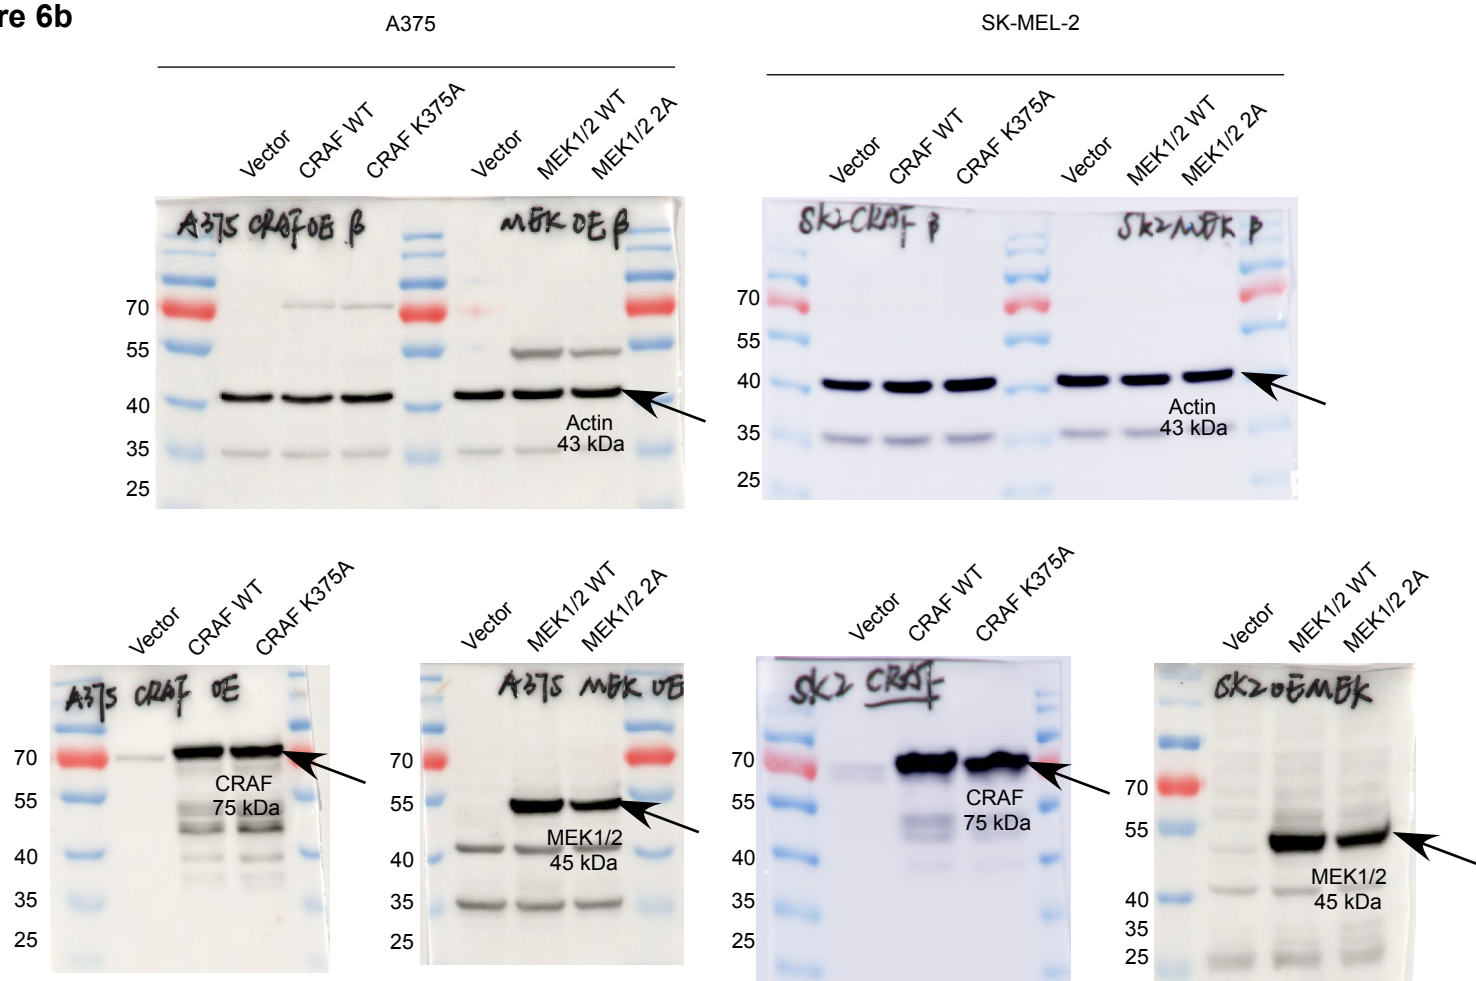 re 6b
A375
SK-MEL-2
Vector
CRAF WT
CRAF K375A
Vector
MEK1/2 WT
MEK1/2 2A
Vector
CRAF WT
CRAF K375A
Vector
MEK1/2 WT
MEK1/2 2A
A375 CRAF OE β
MEK OE β
70
55
40
35
25
Actin
43 kDa
SK2 CRAF β
SK2 MEK β
70
55
40
35
25
Actin
43 kDa
Vector
CRAF WT
CRAF K375A
A375 CRAF OE
70
55
40
35
25
CRAF
75 kDa
Vector
MEK1/2 WT
MEK1/2 2A
A375 MEK OE
70
55
40
35
25
MEK1/2
45 kDa
Vector
CRAF WT
CRAF K375A
SK2 CRAF
70
55
40
35
25
CRAF
75 kDa
Vector
MEK1/2 WT
MEK1/2 2A
SK2 OE MEK
70
55
40
35
25
MEK1/2
45 kDa